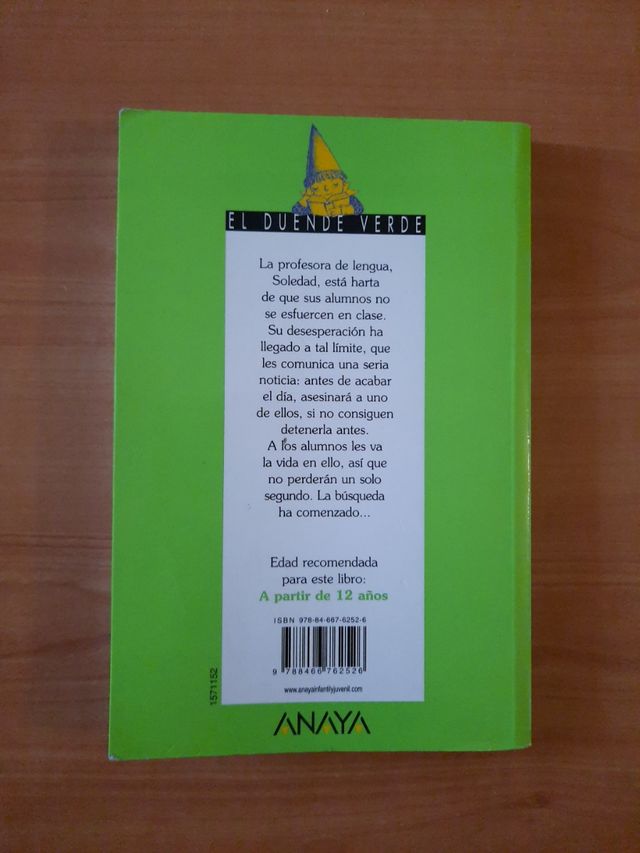 EL DUENDE VERDE
La profesora de lengua,
Soledad, está harta
de que sus alumnos no
se esfuercen en clase.
Su desesperación ha
llegado a tal límite, que
les comunica una seria
noticia: antes de acabar
el día, asesinará a uno
de ellos, si no consiguen
detenerla antes.
A los alumnos les va
la vida en ello, así que
no perderán un solo
segundo. La búsqueda
ha comenzado...
Edad recomendada
para este libro:
A partir de 12 años
ISBN 978-84-667-6252-6
9 788466 762526
www.anayainfantilyjuvenil.com
1571152
ANAYA